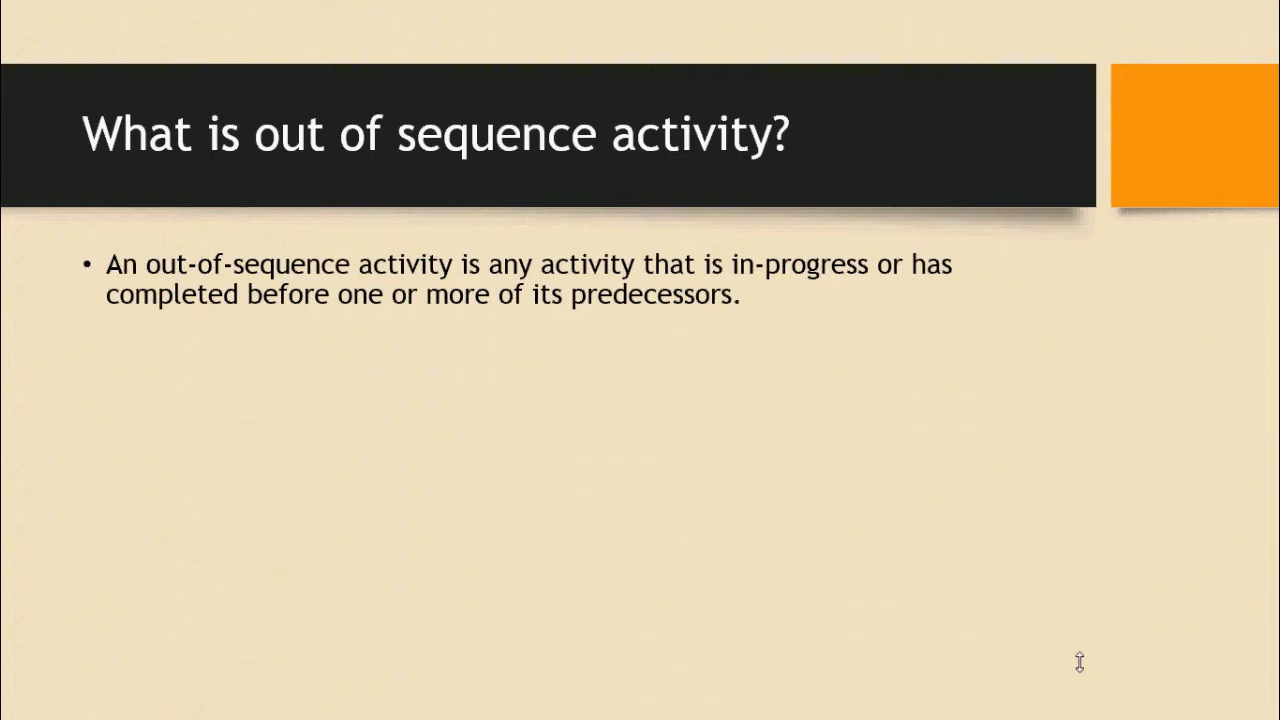 What is out of sequence activity?
• An out-of-sequence activity is any activity that is in-progress or has
completed before one or more of its predecessors.